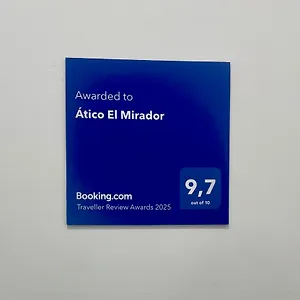 Awarded to
Ático El Mirador
Booking.com
Traveller Review Awards 2025
9,7
out of 10